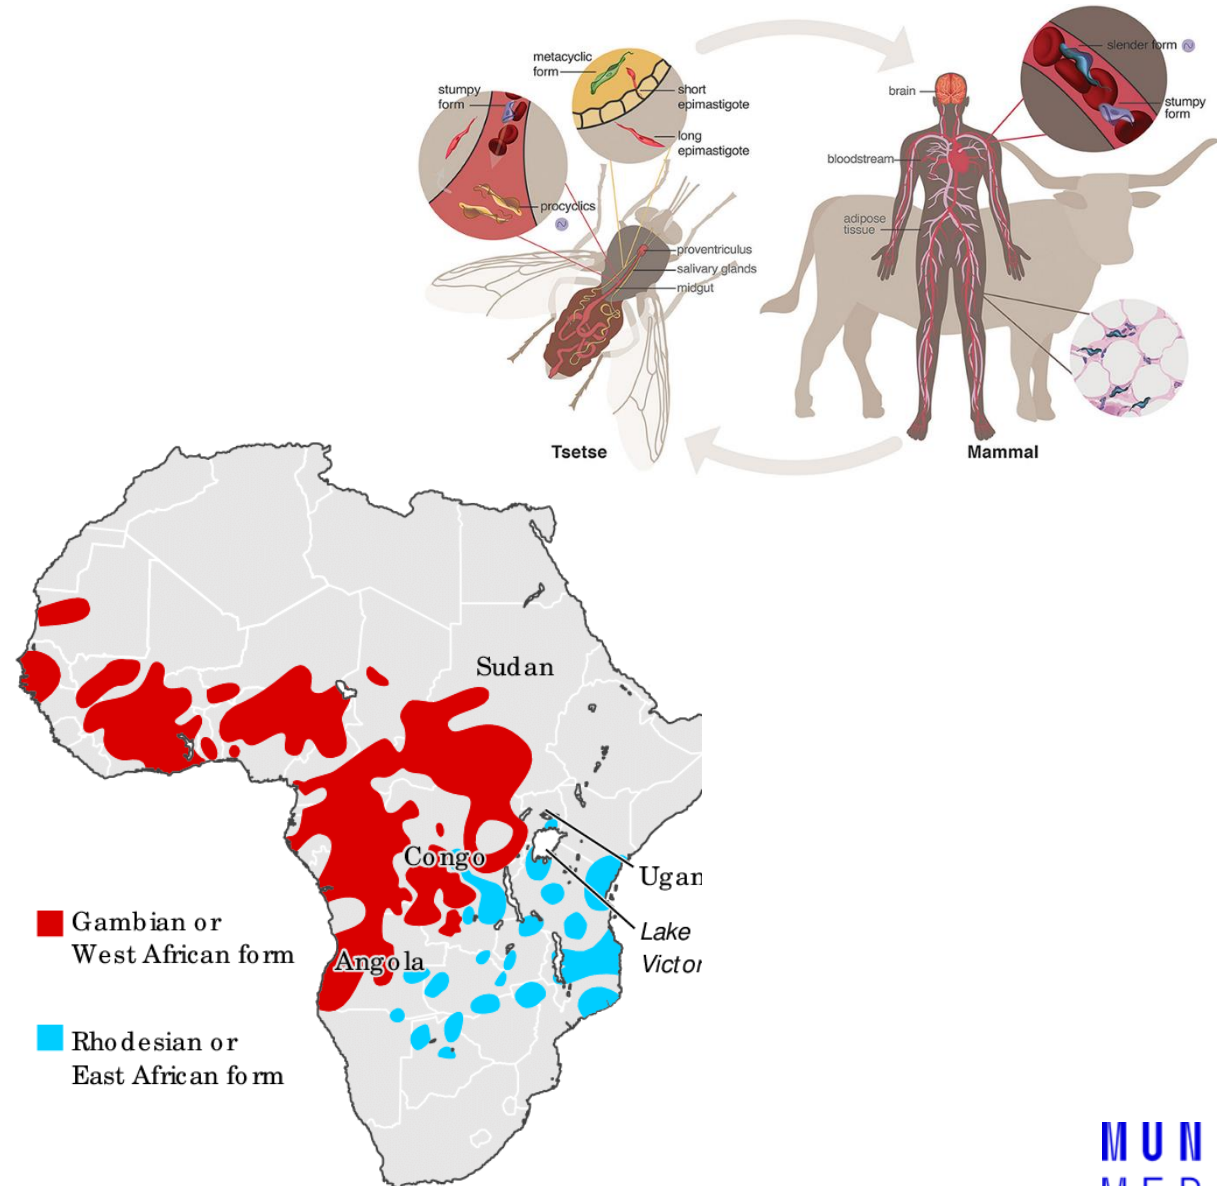 metacyclic
form
stumpy
form
short
epimastigote
long
epimastigote
procyclics
proventriculus
salivary glands
midgut
Tsetse
brain
bloodstream
adipose
tissue
slender form
stumpy
form
Mammal
Sudan
Congo
Ugan
Lake
Victor
Angola
Gambian or
West African form
Rhodesian or
East African form
MUN
MED